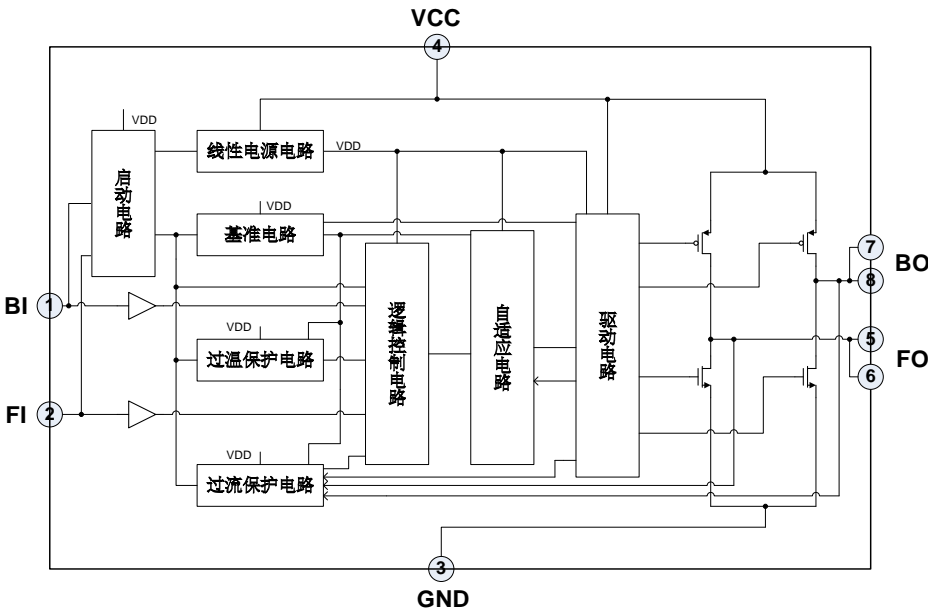 VCC
4
VDD
线性电源电路
VDD
启动电路
VDD
基准电路
7
BO
8
BI
1
逻辑控制电路
自适应电路
驱动电路
VDD
过温保护电路
5
FO
6
FI
2
VDD
过流保护电路
3
GND